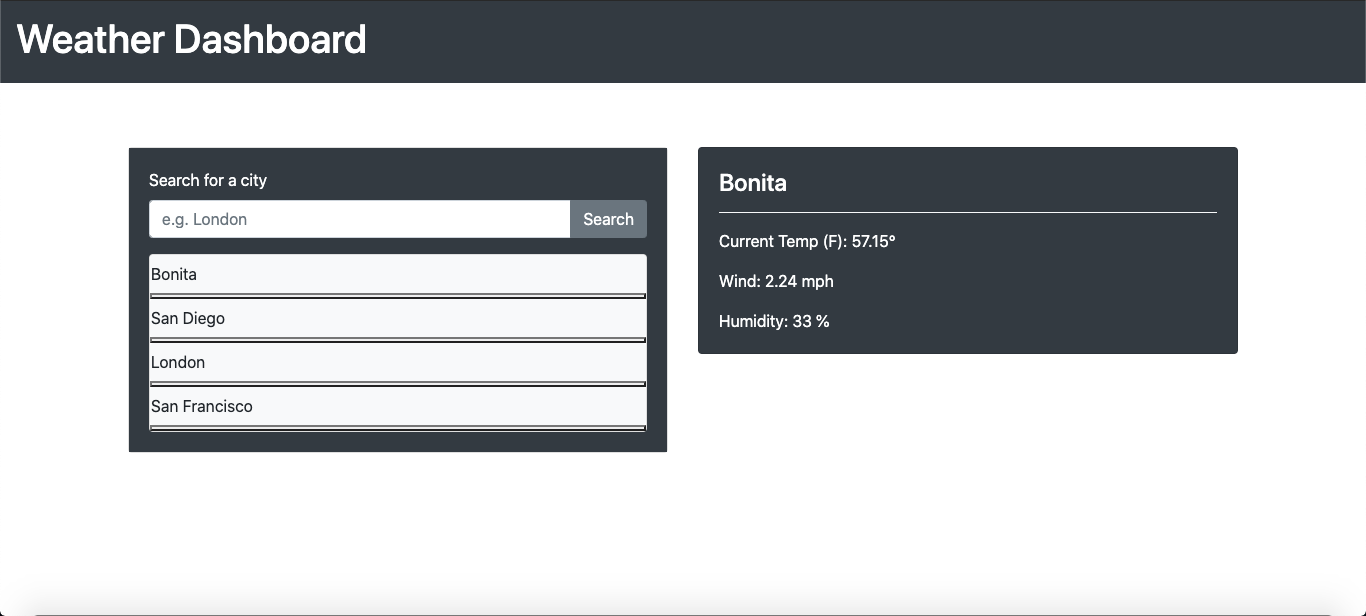 Weather Dashboard
Search for a city
e.g. London
Search
Bonita
San Diego
London
San Francisco
Bonita
Current Temp (F): 57.15°
Wind: 2.24 mph
Humidity: 33 %